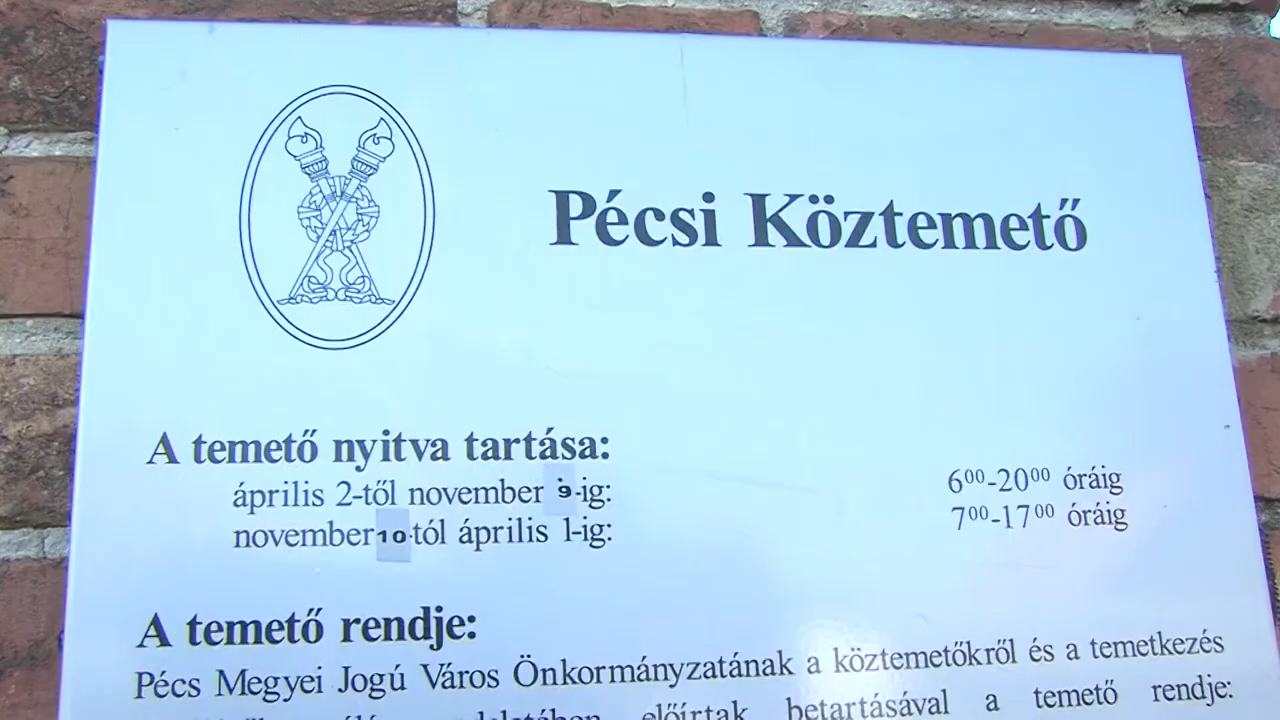 Pécsi Köztemető
A temető nyitva tartása:
április 2-től november 9-ig: 6⁰⁰-20⁰⁰ óráig
november 10-tól április 1-ig: 7⁰⁰-17⁰⁰ óráig
A temető rendje:
Pécs Megyei Jogú Város Önkormányzatának a köztemetőkről és a temetkezés
előírtak betartásával a temető rendje: